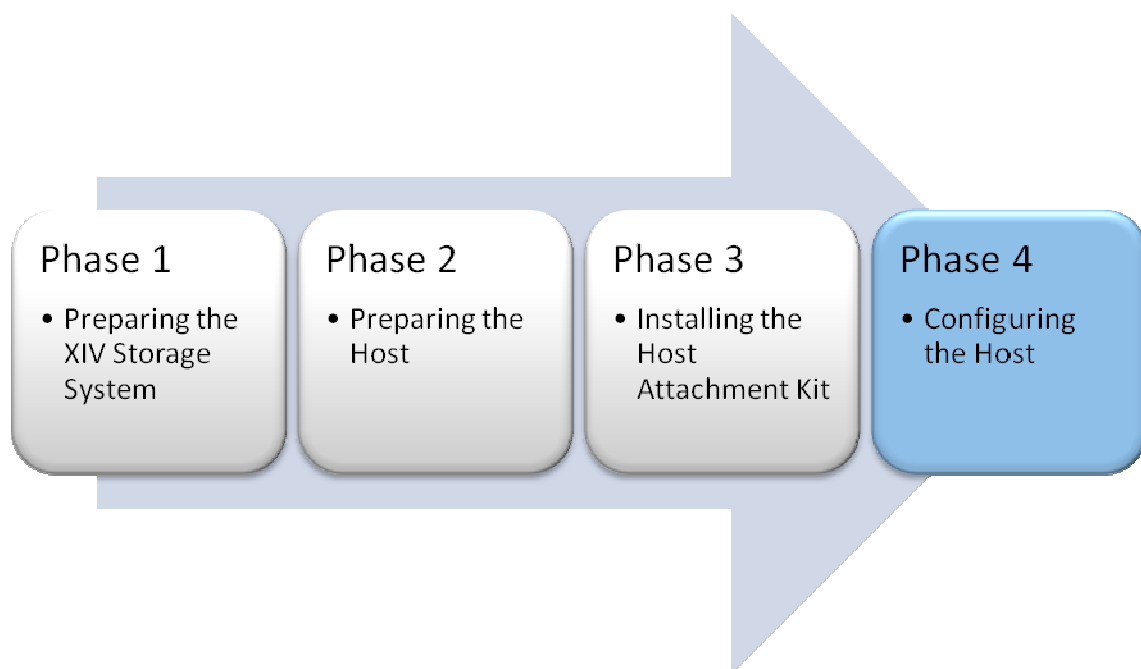 Phase 1
• Preparing the
XIV Storage
System
Phase 2
• Preparing the
Host
Phase 3
• Installing the
Host
Attachment Kit
Phase 4
• Configuring
the Host